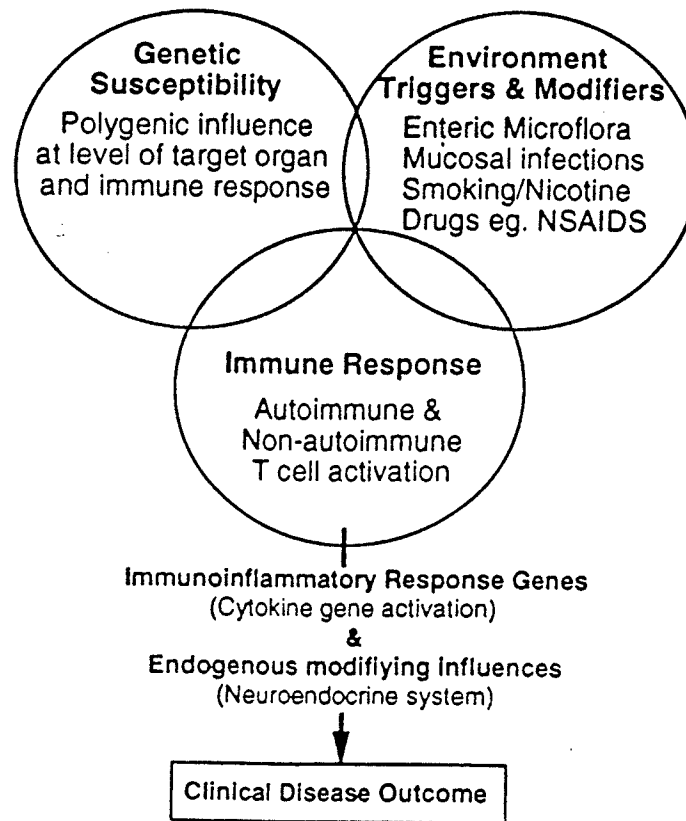 Genetic
Susceptibility
Polygenic influence
at level of target organ
and immune response
Environment
Triggers & Modifiers
Enteric Microflora
Mucosal infections
Smoking/Nicotine
Drugs eg. NSAIDS
Immune Response
Autoimmune &
Non-autoimmune
T cell activation
Immunoinflammatory Response Genes
(Cytokine gene activation)
&
Endogenous modifiying influences
(Neuroendocrine system)
Clinical Disease Outcome